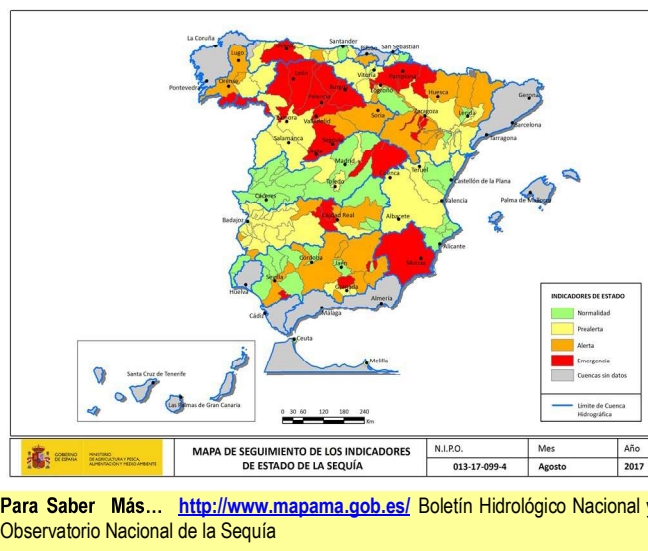 La Coruña
Santander
Bilbao
San Sebastián
Lugo
Vitoria
Pamplona
Pontevedra
Orense
León
Burgos
Logroño
Huesca
Gerona
Palencia
Zamora
Valladolid
Soria
Zaragoza
Lérida
Barcelona
Tarragona
Salamanca
Madrid
Teruel
Cuenca
Castellón de la Plana
Toledo
Cáceres
Valencia
Palma de Mallorca
Badajoz
Ciudad Real
Albacete
Alicante
Córdoba
Jaén
Murcia
Sevilla
Huelva
Granada
Almería
Málaga
Cádiz
Ceuta
Melilla
Santa Cruz de Tenerife
Las Palmas de Gran Canaria
0 30 60 120 180 240
Km
INDICADORES DE ESTADO
Normalidad
Prealerta
Alerta
Emergencia
Cuencas sin datos
Límite de Cuenca
Hidrográfica
GOBIERNO
DE ESPAÑA
MINISTERIO
DE AGRICULTURA Y PESCA,
ALIMENTACIÓN Y MEDIO AMBIENTE
MAPA DE SEGUIMIENTO DE LOS INDICADORES
DE ESTADO DE LA SEQUÍA
N.I.P.O.
013-17-099-4
Mes
Agosto
Año
2017
Para Saber Más... http://www.mapama.gob.es/ Boletín Hidrológico Nacional y
Observatorio Nacional de la Sequía